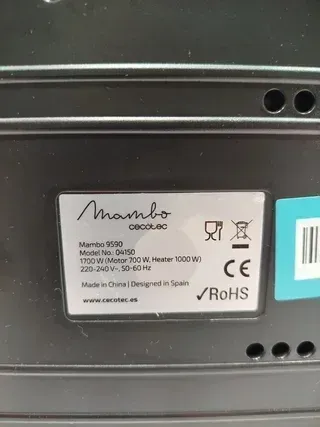 Mambo
cecotec
Mambo 9590
Model No.: 04150
1700 W (Motor 700 W, Heater 1000 W)
220-240 V~, 50-60 Hz
Made in China | Designed in Spain
www.cecotec.es
CE
✓RoHS